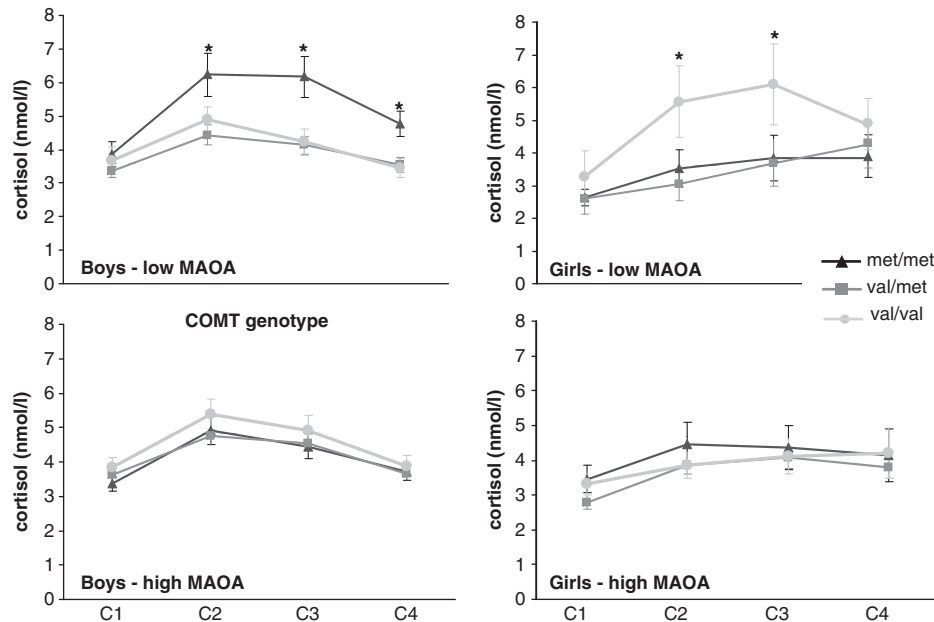 8
7
6
5
4
3
2
1
0
cortisol (nmol/l)
*
*
*
Boys - low MAOA
8
7
6
5
4
3
2
1
0
cortisol (nmol/l)
*
*
Girls - low MAOA
met/met
val/met
val/val
COMT genotype
8
7
6
5
4
3
2
1
0
cortisol (nmol/l)
Boys - high MAOA
C1 C2 C3 C4
8
7
6
5
4
3
2
1
0
cortisol (nmol/l)
Girls - high MAOA
C1 C2 C3 C4